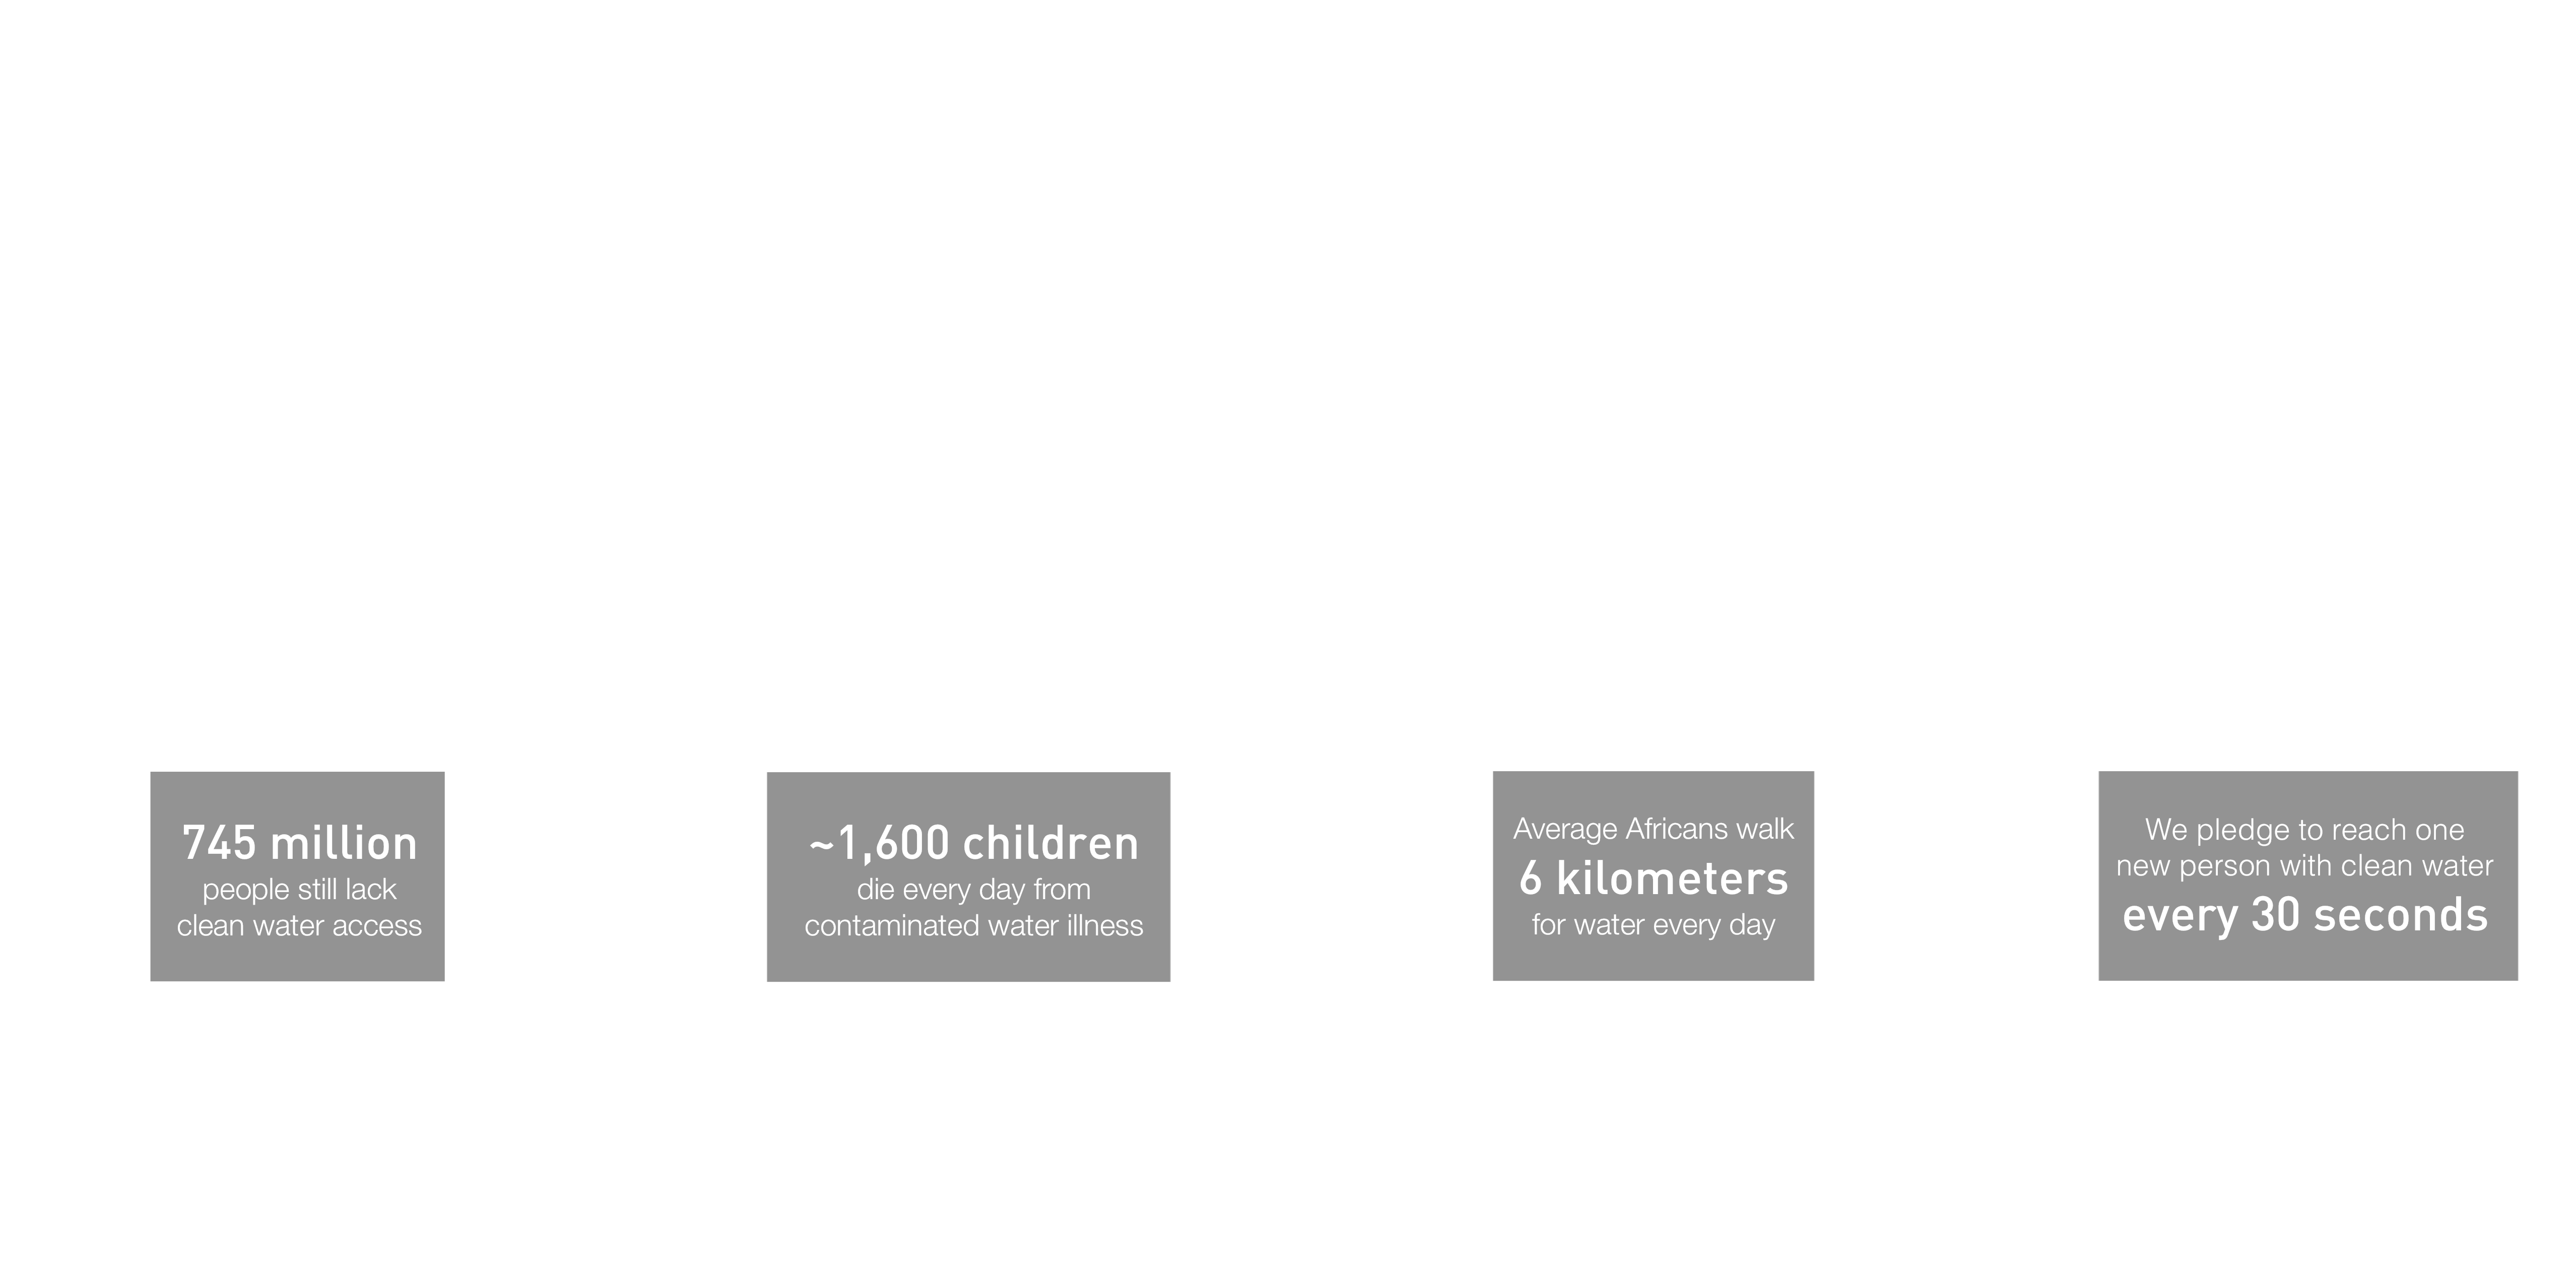 745 million
people still lack
clean water access
~1,600 children
die every day from
contaminated water illness
Average Africans walk
6 kilometers
for water every day
We pledge to reach one
new person with clean water
every 30 seconds